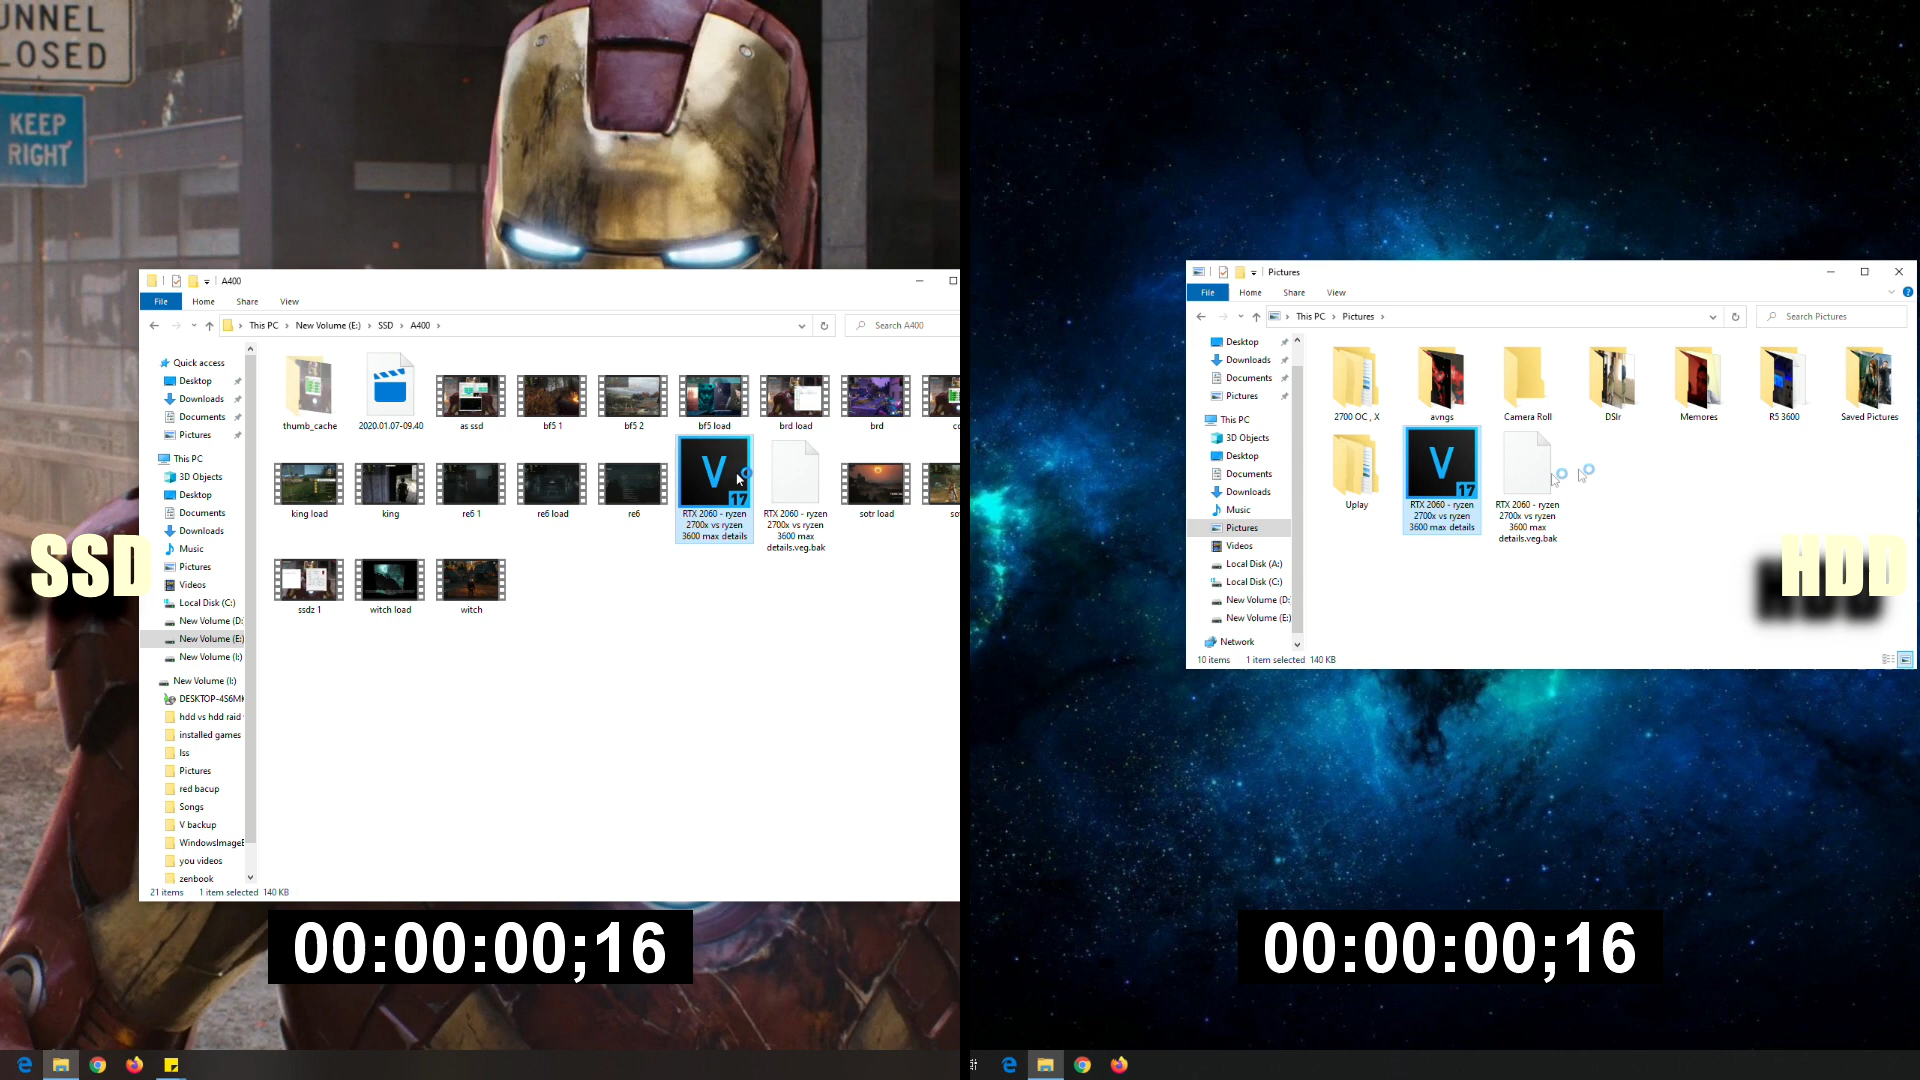 UNNEL
LOSED
KEEP
RIGHT
A400
File
Home
Share
View
This PC
New Volume (E:)
SSD
A400
Search A400
Quick access
Desktop
Downloads
Documents
Pictures
This PC
3D Objects
Desktop
Documents
Downloads
Music
Pictures
Videos
Local Disk (C:)
New Volume (D:
New Volume (E:)
New Volume (I:)
New Volume (I:)
DESKTOP-4S6M
hdd vs hdd raid
installed games
lss
Pictures
red bacup
Songs
V backup
WindowsImageB
you videos
zenbook
thumb_cache
2020.01.07-09.40
as ssd
bf5 1
bf5 2
bf5 load
brd load
brd
king load
king
re6 1
re6 load
re6
V
17
RTX 2060 - ryzen
2700x vs ryzen
3600 max details
RTX 2060 - ryzen
2700x vs ryzen
3600 max
details.veg.bak
sotr load
ssdz 1
witch load
witch
21 items
1 item selected
140 KB
SSD
00:00:00;16
Pictures
File
Home
Share
View
This PC
Pictures
Search Pictures
Desktop
Downloads
Documents
Pictures
This PC
3D Objects
Desktop
Documents
Downloads
Music
Pictures
Videos
Local Disk (A:)
Local Disk (C:)
New Volume (D:
New Volume (E:)
Network
2700 OC , X
avngs
Camera Roll
DSlr
Memores
R5 3600
Saved Pictures
Uplay
V
17
RTX 2060 - ryzen
2700x vs ryzen
3600 max details
RTX 2060 - ryzen
2700x vs ryzen
3600 max
details.veg.bak
10 items
1 item selected
140 KB
HDD
00:00:00;16